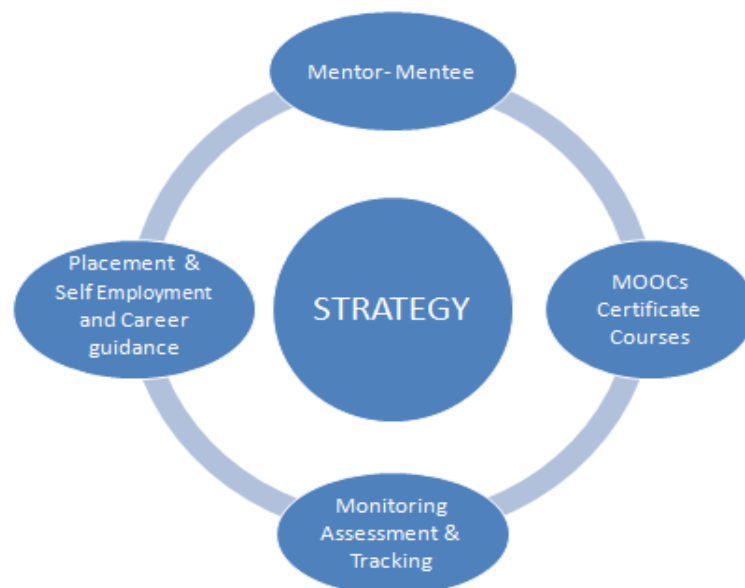 Mentor- Mentee
Placement & 
Self Employment
and Career
guidance
STRATEGY
MOOCs
Certificate
Courses
Monitoring
Assessment &
Tracking